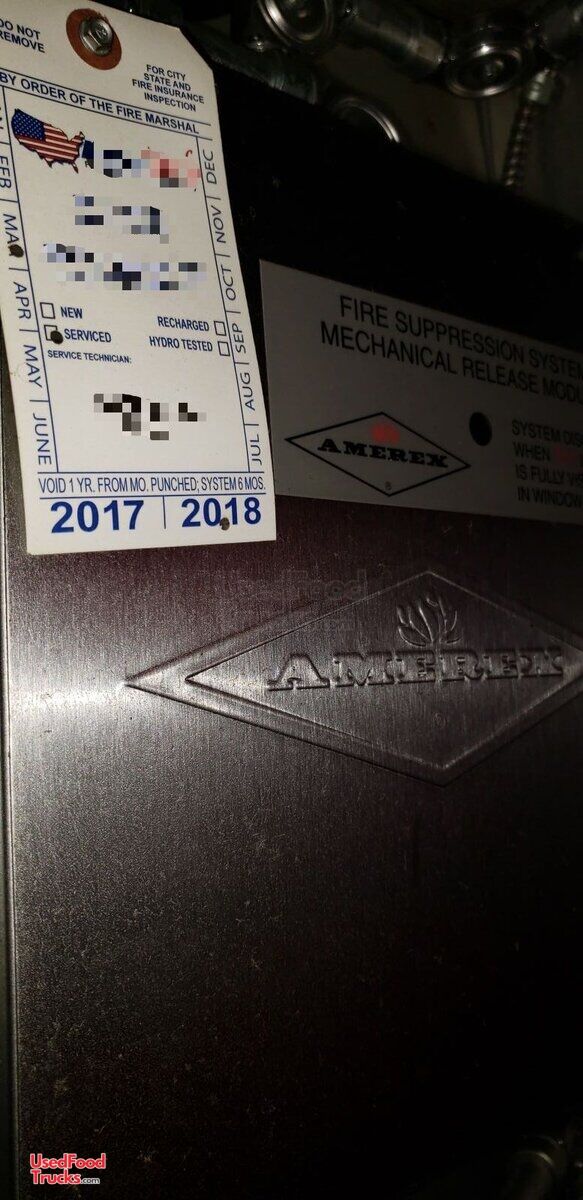 DO NOT
REMOVE
FOR CITY
STATE AND
FIRE INSURANCE
INSPECTION
BY ORDER OF THE FIRE MARSHAL
FEB
MA
APR
MAY
JUNE
DEC
NOV
OCT
SEP
AUG
JUL
NEW
SERVICED
RECHARGED
HYDRO TESTED
SERVICE TECHNICIAN:
VOID 1 YR. FROM MO. PUNCHED; SYSTEM 6 MOS.
2017 2018
FIRE SUPPRESSION SYSTEM
MECHANICAL RELEASE MODU
AMEREX
®
SYSTEM
WHEN
IS FULLY
IN WINDOW
AMEREX
UsedFood
Trucks.com